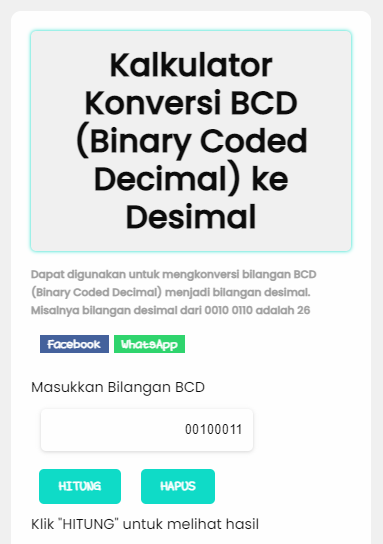 Kalkulator
Konversi BCD
(Binary Coded
Decimal) ke
Desimal
Dapat digunakan untuk mengkonversi bilangan BCD
(Binary Coded Decimal) menjadi bilangan desimal.
Misalnya bilangan desimal dari 0010 0110 adalah 26
Facebook WhatsApp
Masukkan Bilangan BCD
00100011
HITUNG HAPUS
Klik "HITUNG" untuk melihat hasil